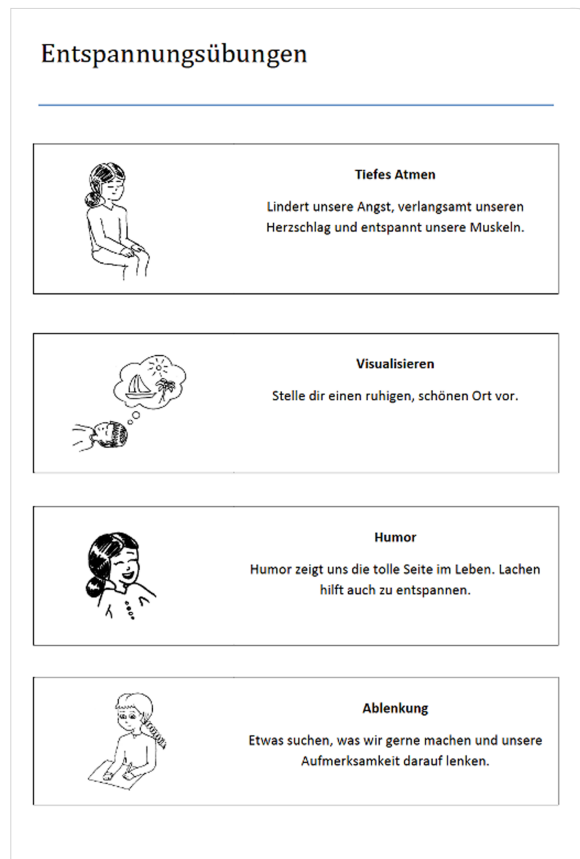 Entspannungsübungen
Tiefes Atmen
Lindert unsere Angst, verlangsamt unseren
Herzschlag und entspannt unsere Muskeln.
Visualisieren
Stelle dir einen ruhigen, schönen Ort vor.
Humor
Humor zeigt uns die tolle Seite im Leben. Lachen
hilft auch zu entspannen.
Ablenkung
Etwas suchen, was wir gerne machen und unsere
Aufmerksamkeit darauf lenken.